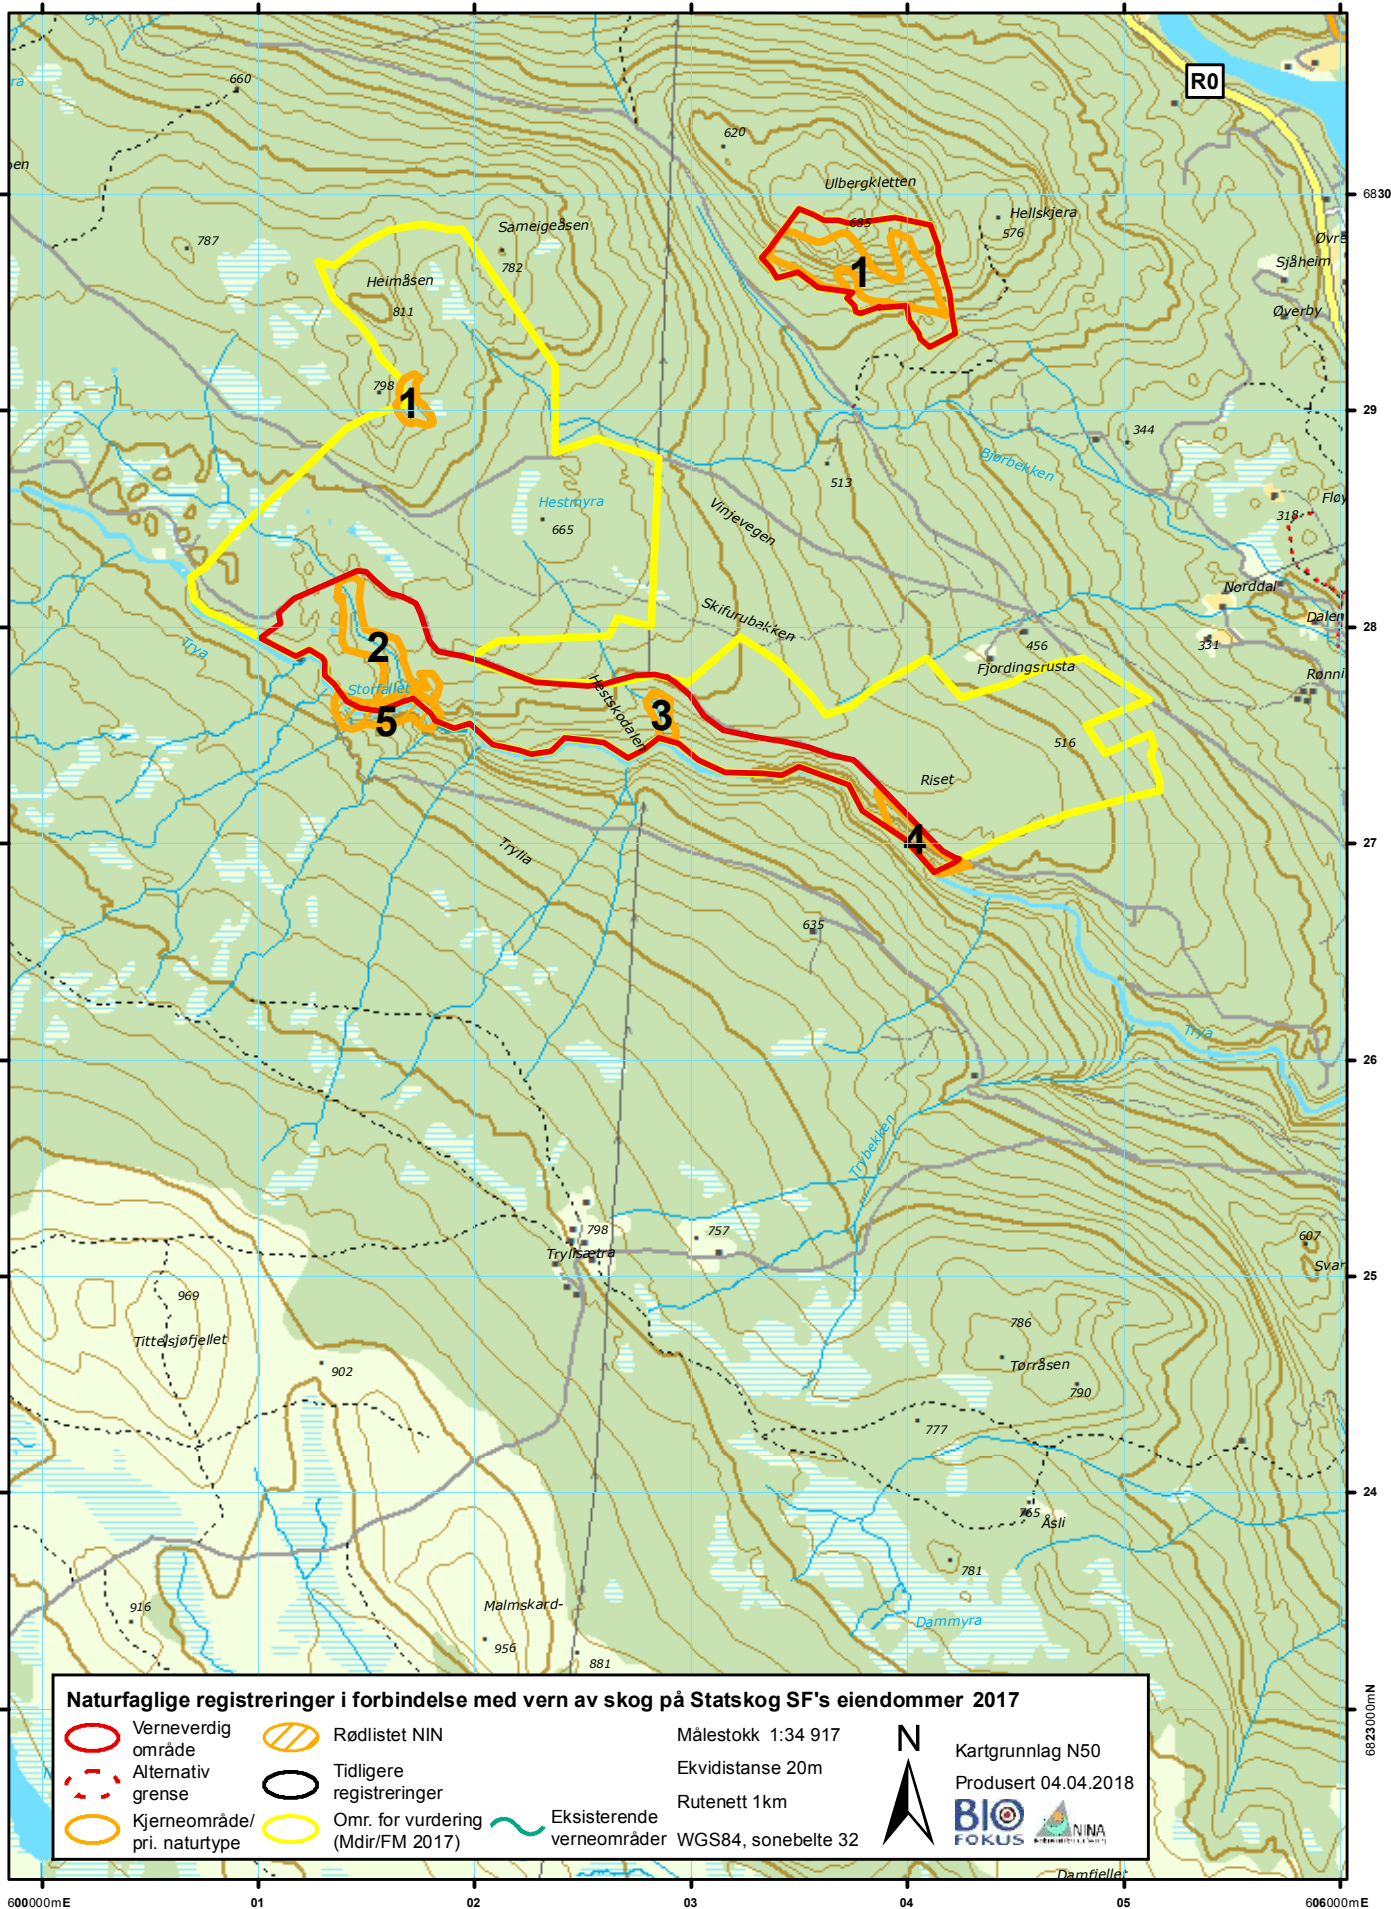 R0
660
ra
620
Ulbergkletten
6830
685
Hellskjera
576
Sameigeåsen
787
782
Heimåsen
811
Øvre
Sjåheim
Øverby
1
798
1
29
344
Bjørbekken
513
Hestmyra
665
Vinjevegen
Fløy
318
Norddal
Skifurubakken
Dalen
28
456
331
Trya
2
Fjordingsrusta
Rønni
Storfallet
Hestskodalen
3
5
516
Riset
4
27
Trylia
635
Trya
26
Trybekken
798
757
607
Tryllsætra
Svar
25
969
786
Tittelsjøfjellet
Tørråsen
902
790
777
24
765
Åsli
781
916
Malmskard-
Dammyra
956
881
Naturfaglige registreringer i forbindelse med vern av skog på Statskog SF's eiendommer 2017
Verneverdig
område
Alternativ
grense
Kjerneområde/
pri. naturtype
Rødlistet NIN
Tidligere
registreringer
Omr. for vurdering
(Mdir/FM 2017)
Eksisterende
verneområder
Målestokk 1:34 917
Ekvidistanse 20m
Rutenett 1km
WGS84, sonebelte 32
N
Kartgrunnlag N50
Produsert 04.04.2018
BIO
FOKUS
NINA
6823000mN
Damfjellet
600000mE
01
02
03
04
05
606000mE